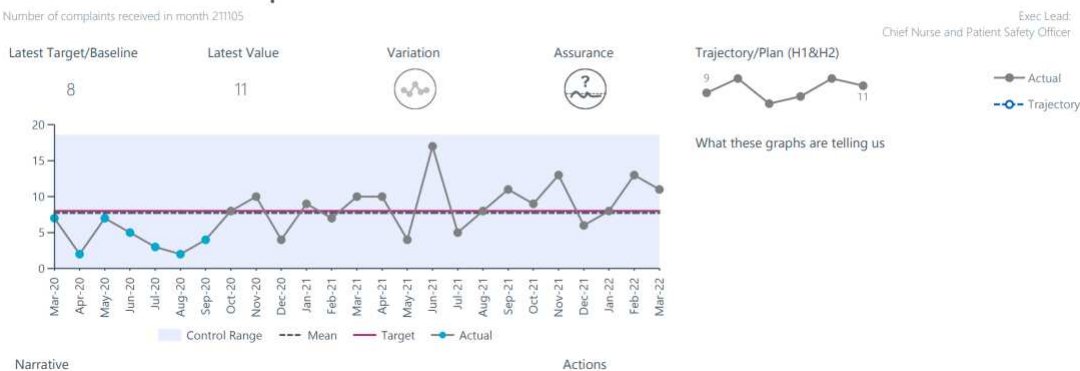 Number of complaints received in month 211105
Exec Lead:
Chief Nurse and Patient Safety Officer
Latest Target/Baseline
Latest Value
Variation
Assurance
Trajectory/Plan (H1&H2)
8
11
?
9
11
Actual
Trajectory
What these graphs are telling us
20
15
10
5
0
Mar-20
Apr-20
May-20
Jun-20
Jul-20
Aug-20
Sep-20
Oct-20
Nov-20
Dec-20
Jan-21
Feb-21
Mar-21
Apr-21
May-21
Jun-21
Jul-21
Aug-21
Sep-21
Oct-21
Nov-21
Dec-21
Jan-22
Feb-22
Mar-22
Control Range
Mean
Target
Actual
Narrative
Actions